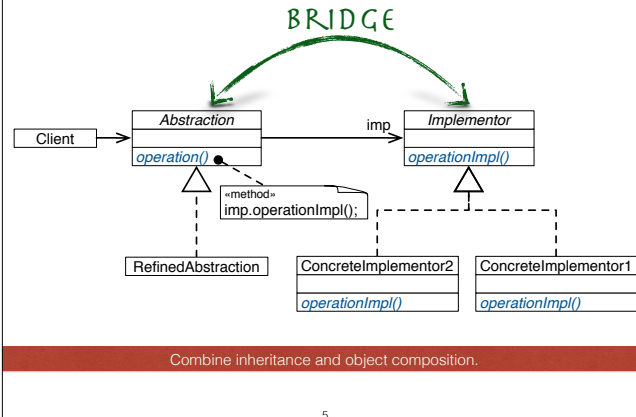 BRIDGE
Abstraction
imp
Implementor
Client
operation()
operationImpl()
«method»
imp.operationImpl();
RefinedAbstraction
ConcreteImplementor2
ConcreteImplementor1
operationImpl()
operationImpl()
Combine inheritance and object composition.
5